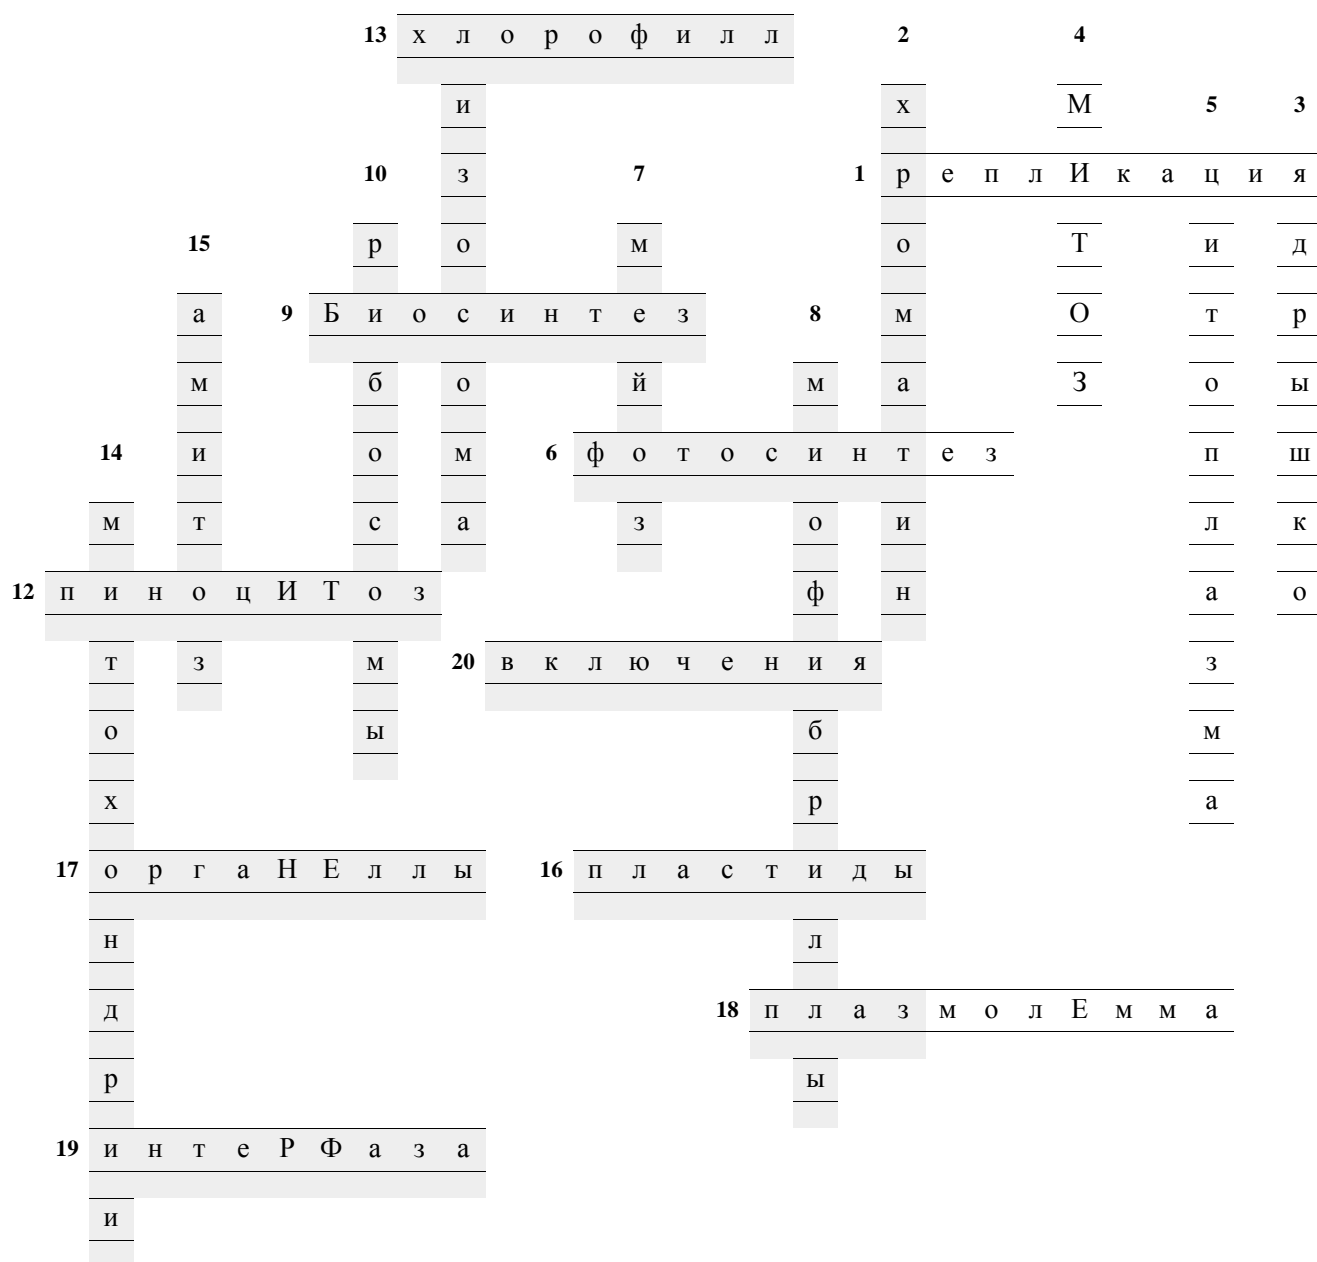 13 х л о р о ф и л л 2 4
и х М 5 3
10 з 7 1 р е п л И к а ц и я
15 р о м о Т и д
а 9 Б и о с и н т е з 8 м О т р
м б о й м а З о ы
14 и о м 6 ф о т о с и н т е з п ш
м т с а з о и л к
12 п и н о ц И Т о з ф н а о
т з м 20 в к л ю ч е н и я з
о ы б м
х р а
17 о р г а Н Е л л ы 16 п л а с т и д ы
н л
д 18 п л а з м о л Е м м а
р ы
19 и н т е Р Ф а з а
и